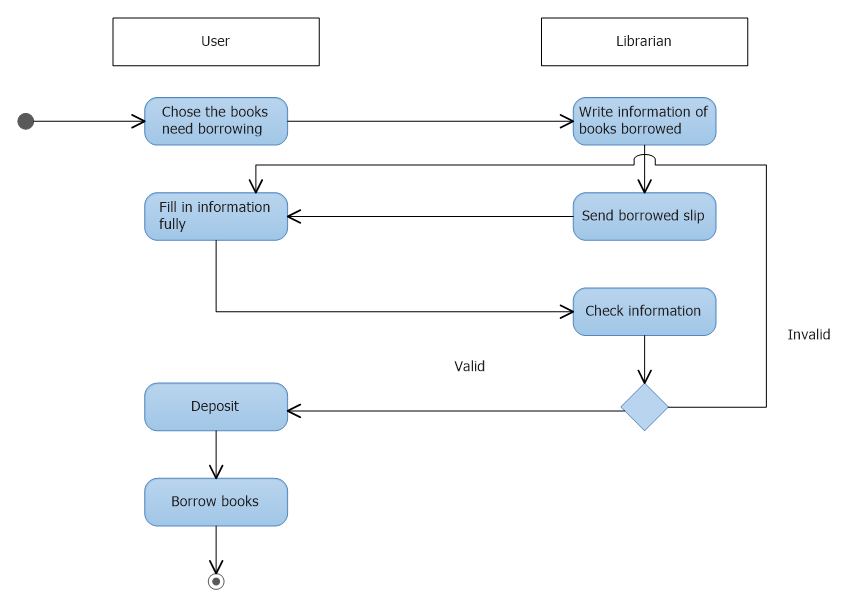 User
Librarian
Chose the books
need borrowing
Write information of
books borrowed
Fill in information
fully
Send borrowed slip
Check information
Invalid
Valid
Deposit
Borrow books